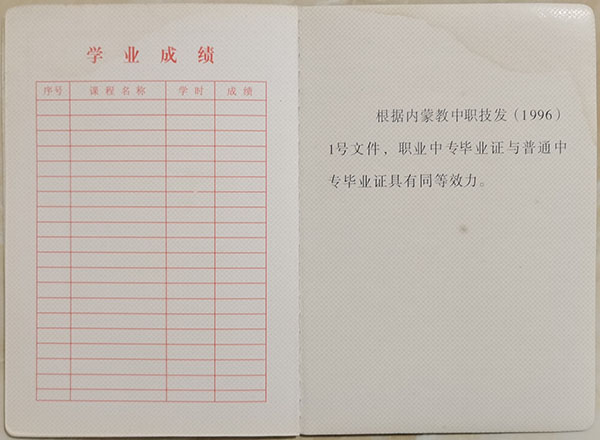 学业成绩
序号 课程名称 学时 成绩
根据内蒙教中职技发（1996）
1号文件，职业中专毕业证与普通中
专毕业证具有同等效力。